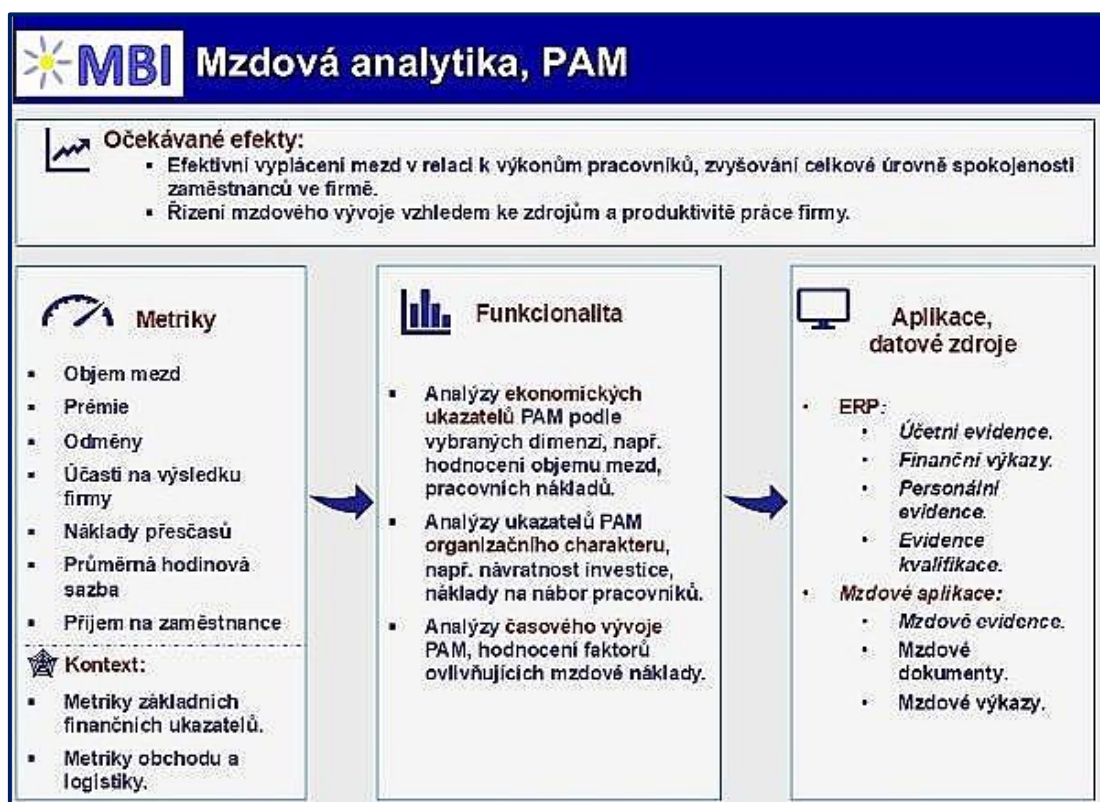 MBI Mzdová analytika, PAM
Očekávané efekty:
▪ Efektivní vyplácení mezd v relaci k výkonům pracovníků, zvyšování celkové úrovně spokojenosti
zaměstnanců ve firmě.
▪ Řízení mzdového vývoje vzhledem ke zdrojům a produktivitě práce firmy.
Metriky
▪ Objem mezd
▪ Prémie
▪ Odměny
▪ Účasti na výsledku
firmy
▪ Náklady přesčasů
▪ Průměrná hodinová
sazba
▪ Příjem na zaměstnance
Kontext:
▪ Metriky základních
finančních ukazatelů.
▪ Metriky obchodu a
logistiky.
Funkcionalita
▪ Analýzy ekonomických
ukazatelů PAM podle
vybraných dimenzí, např.
hodnocení objemu mezd,
pracovních nákladů.
▪ Analýzy ukazatelů PAM
organizačního charakteru,
např. návratnost investice,
náklady na nábor pracovníků.
▪ Analýzy časového vývoje
PAM, hodnocení faktorů
ovlivňujících mzdové náklady.
Aplikace,
datové zdroje
• ERP:
• Účetní evidence.
• Finanční výkazy.
• Personální
evidence.
• Evidence
kvalifikace.
• Mzdové aplikace:
• Mzdové evidence.
• Mzdové
dokumenty.
• Mzdové výkazy.